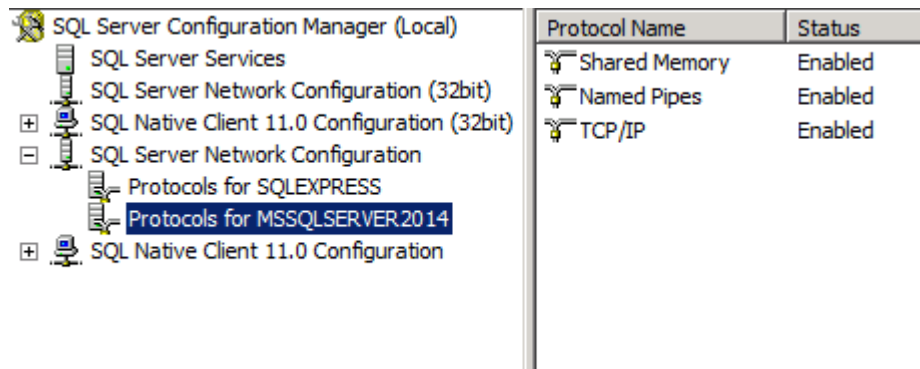 SQL Server Configuration Manager (Local)
SQL Server Services
SQL Server Network Configuration (32bit)
SQL Native Client 11.0 Configuration (32bit)
SQL Server Network Configuration
Protocols for SQLEXPRESS
Protocols for MSSQLSERVER2014
SQL Native Client 11.0 Configuration
Protocol Name Status
Shared Memory Enabled
Named Pipes Enabled
TCP/IP Enabled